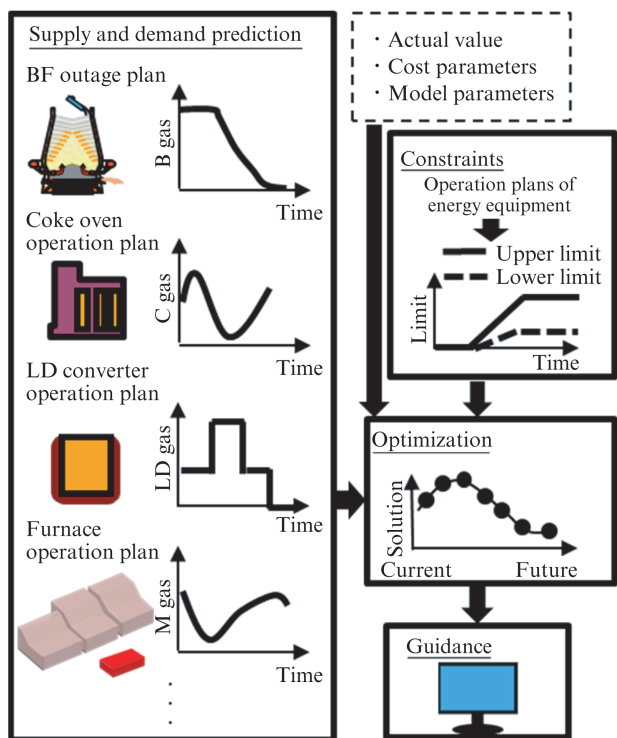 Supply and demand prediction
BF outage plan
B gas
Time
Coke oven
operation plan
C gas
Time
LD converter
operation plan
LD gas
Time
Furnace
operation plan
M gas
Time
· Actual value
· Cost parameters
· Model parameters
Constraints
Operation plans of
energy equipment
Upper limit
Lower limit
Limit
Time
Optimization
Solution
Current Future
Guidance